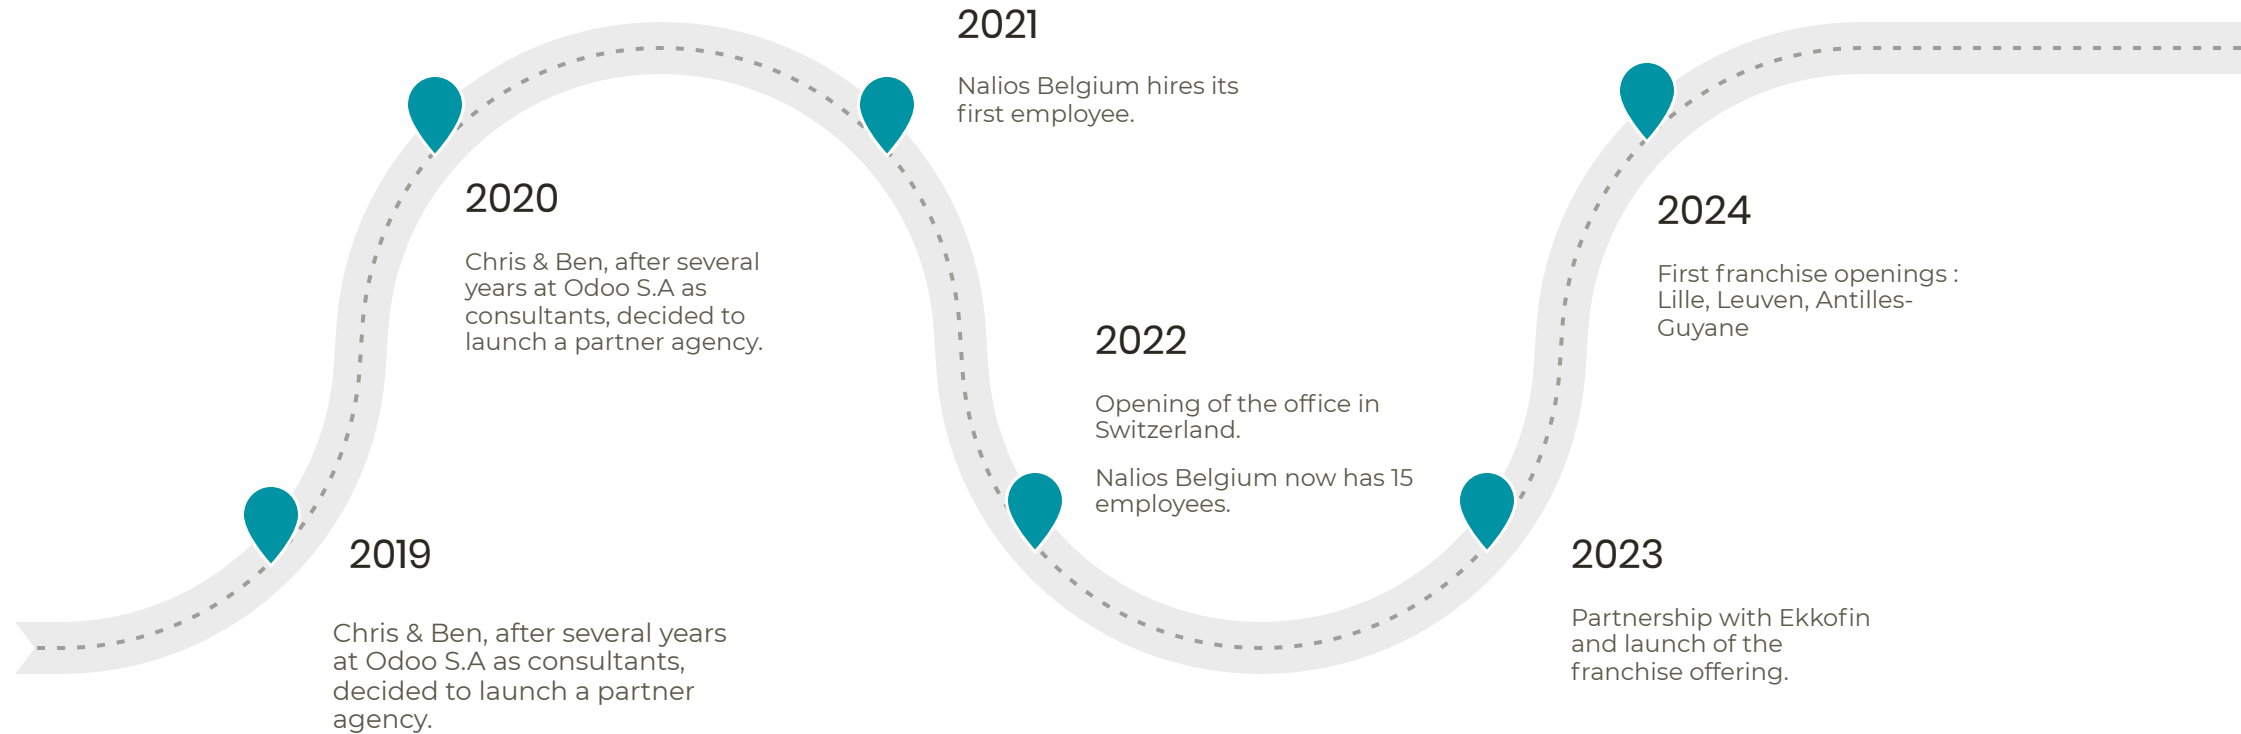 2019
Chris & Ben, after several years
at Odoo S.A as consultants,
decided to launch a partner
agency.
2020
Chris & Ben, after several
years at Odoo S.A as
consultants, decided to
launch a partner agency.
2021
Nalios Belgium hires its
first employee.
2022
Opening of the office in
Switzerland.
Nalios Belgium now has 15
employees.
2023
Partnership with Ekkofin
and launch of the
franchise offering.
2024
First franchise openings :
Lille, Leuven, Antilles-
Guyane